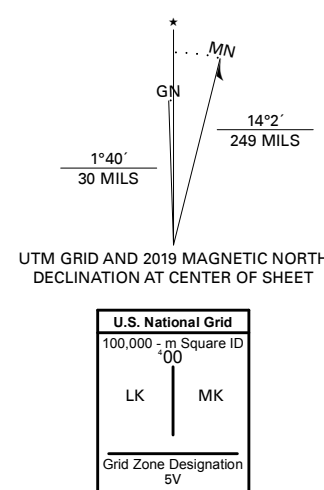 ★
MN
GN
14°2´
249 MILS
1°40´
30 MILS
UTM GRID AND 2019 MAGNETIC NORTH
DECLINATION AT CENTER OF SHEET
U.S. National Grid
100,000 - m Square ID
⁴00
LK MK
Grid Zone Designation
5V